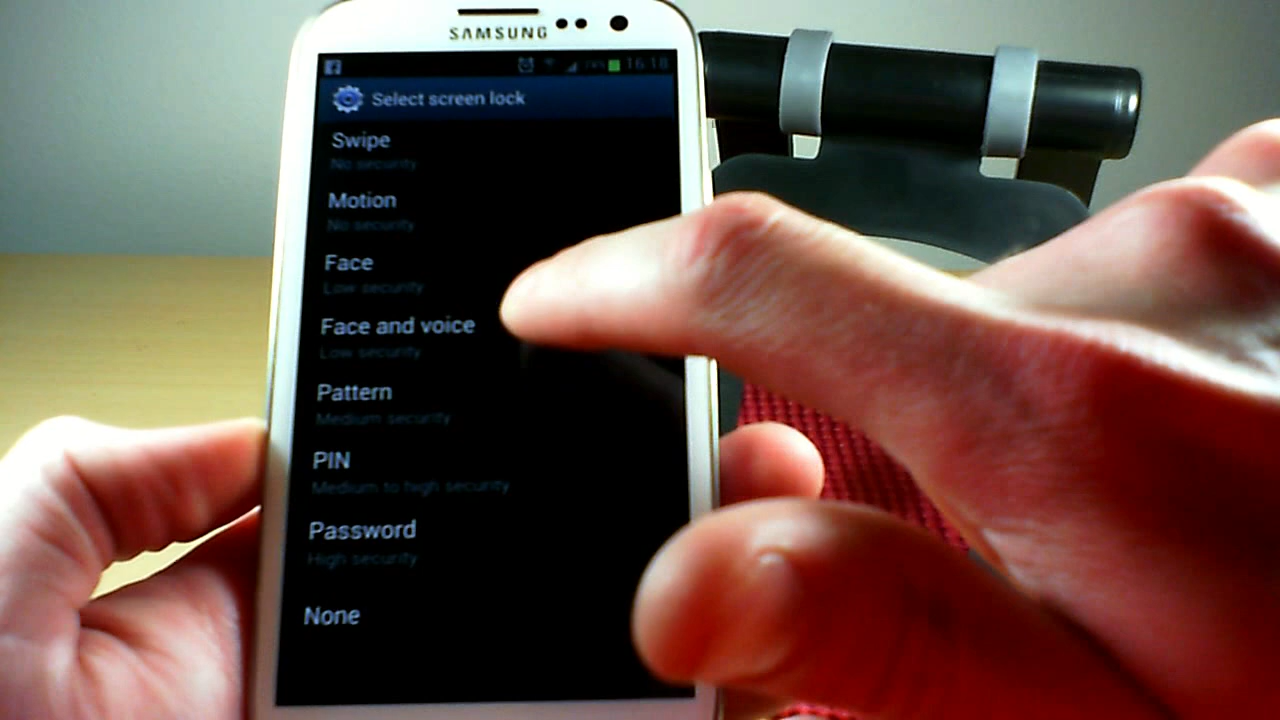 SAMSUNG
74% 16:18
Select screen lock
Swipe
No security
Motion
No security
Face
Low security
Face and voice
Low security
Pattern
Medium security
PIN
Medium to high security
Password
High security
None